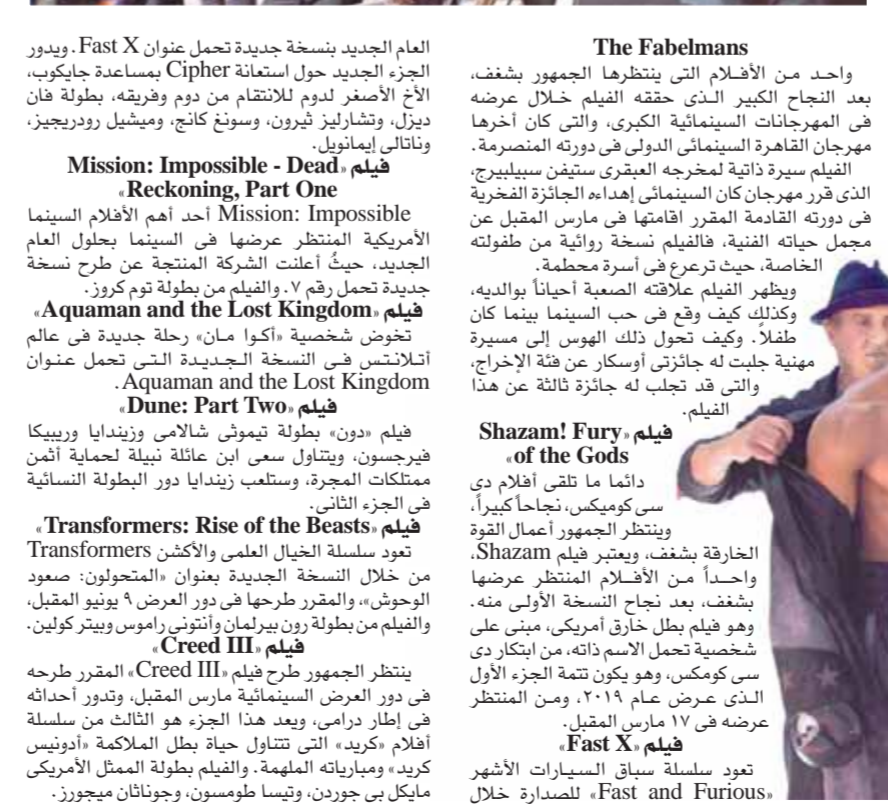 The Fabelmans
واحد من الأفلام التى ينتظرها الجمهور بشغف،
بعد النجاح الكبير الذى حققه الفيلم خلال عرضه
فى المهرجانات السينمائية الكبرى، والتى كان أخرها
مهرجان القاهرة السينمائى الدولى فى دورته المنصرمة.
الفيلم سيرة ذاتية لمخرجه العبقرى ستيفن سبيلبيرج،
الذى قرر مهرجان كان السينمائى إهداءه الجائزة الفخرية
فى دورته القادمة المقرر اقامتها فى مارس المقبل عن
مجمل حياته الفنية، فالفيلم نسخة روائية من طفولته
الخاصة، حيث ترعرع فى أسرة محطمة.
ويظهر الفيلم علاقته الصعبة أحياناً بوالديه،
وكذلك كيف وقع فى حب السينما بينما كان
طفلاً. وكيف تحول ذلك الهوس إلى مسيرة
مهنية جلبت له جائزتى أوسكار عن فئة الإخراج،
والتى قد تجلب له جائزة ثالثة عن هذا
الفيلم.
فيلم «Shazam! Fury
of the Gods»
دائما ما تلقى أفلام دى
سى كوميكس، نجاحاً كبيراً،
وينتظر الجمهور أعمال القوة
الخارقة بشغف، ويعتبر فيلم Shazam،
واحداً من الأفلام المنتظر عرضها
بشغف، بعد نجاح النسخة الأولى منه.
وهو فيلم بطل خارق أمريكى، مبنى على
شخصية تحمل الاسم ذاته، من ابتكار دى
سى كومكس، وهو يكون تتمة الجزء الأول
الذى عرض عام ٢٠١٩، ومن المنتظر
عرضه فى ١٧ مارس المقبل.
فيلم «Fast X»
تعود سلسلة سباق السيارات الأشهر
«Fast and Furious» للصدارة خلال
العام الجديد بنسخة جديدة تحمل عنوان Fast X. ويدور
الجزء الجديد حول استعانة Cipher بمساعدة جايكوب،
الأخ الأصغر لدوم للانتقام من دوم وفريقه، بطولة فان
ديزل، وتشارليز ثيرون، وسونغ كانج، وميشيل رودريجيز،
وناتالى إيمانويل.
فيلم «Mission: Impossible - Dead
Reckoning, Part One»
Mission: Impossible أحد أهم الأفلام السينما
الأمريكية المنتظر عرضها فى السينما بحلول العام
الجديد، حيثُ أعلنت الشركة المنتجة عن طرح نسخة
جديدة تحمل رقم ٧. والفيلم من بطولة توم كروز.
فيلم «Aquaman and the Lost Kingdom»
تخوض شخصية «أكوا مان» رحلة جديدة فى عالم
أتلانتس فى النسخة الجديدة التى تحمل عنوان
Aquaman and the Lost Kingdom.
فيلم «Dune: Part Two»
فيلم «دون» بطولة تيموثى شالامى وزيندايا وريبيكا
فيرجسون، ويتناول سعى ابن عائلة نبيلة لحماية أثمن
ممتلكات المجرة، وستلعب زيندايا دور البطولة النسائية
فى الجزء الثانى.
فيلم «Transformers: Rise of the Beasts»
تعود سلسلة الخيال العلمى والأكشن Transformers
من خلال النسخة الجديدة بعنوان «المتحولون: صعود
الوحوش»، والمقرر طرحها فى دور العرض ٩ يونيو المقبل،
والفيلم من بطولة رون بيرلمان وأنتونى راموس وبيتر كولين.
فيلم «Creed III»
ينتظر الجمهور طرح فيلم «Creed III» المقرر طرحه
فى دور العرض السينمائية مارس المقبل، وتدور أحداثه
فى إطار درامى، ويعد هذا الجزء هو الثالث من سلسلة
أفلام «كريد» التى تتناول حياة بطل الملاكمة «أدونيس
كريد» ومبارياته الملهمة. والفيلم بطولة الممثل الأمريكى
مايكل بى جوردن، وتيسا طومسون، وجوناثان ميجورز.